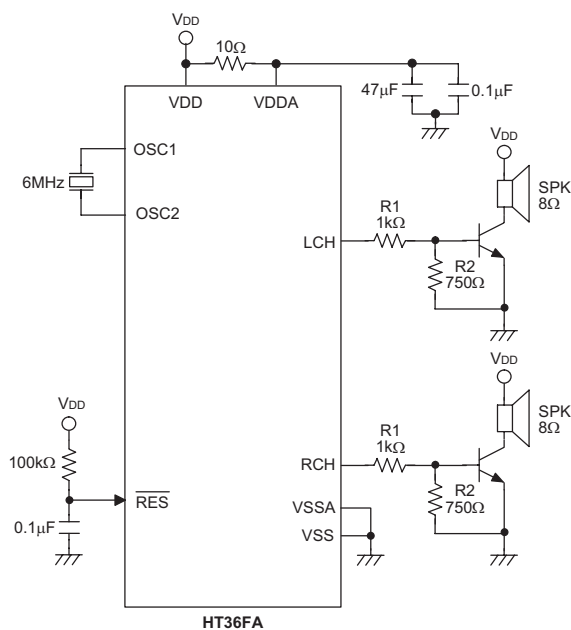 VDD
10Ω
VDD
VDDA
47μF
0.1μF
OSC1
6MHz
OSC2
VDD
SPK
8Ω
LCH
R1
1kΩ
R2
750Ω
VDD
100kΩ
RES
0.1μF
VDD
SPK
8Ω
RCH
R1
1kΩ
R2
750Ω
VSSA
VSS
HT36FA